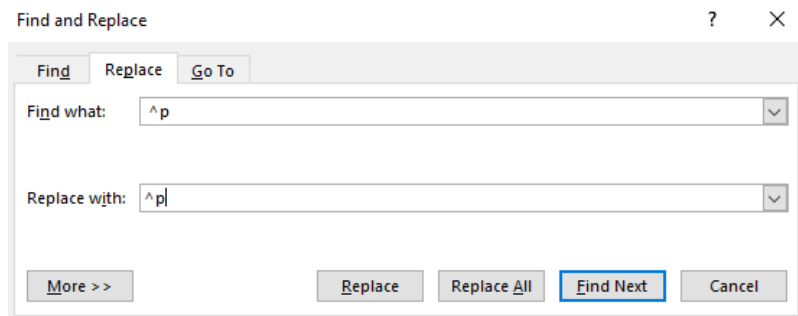 Find and Replace ? ×
Find Replace Go To
Find what: ^p
Replace with: ^p
More >> Replace Replace All Find Next Cancel